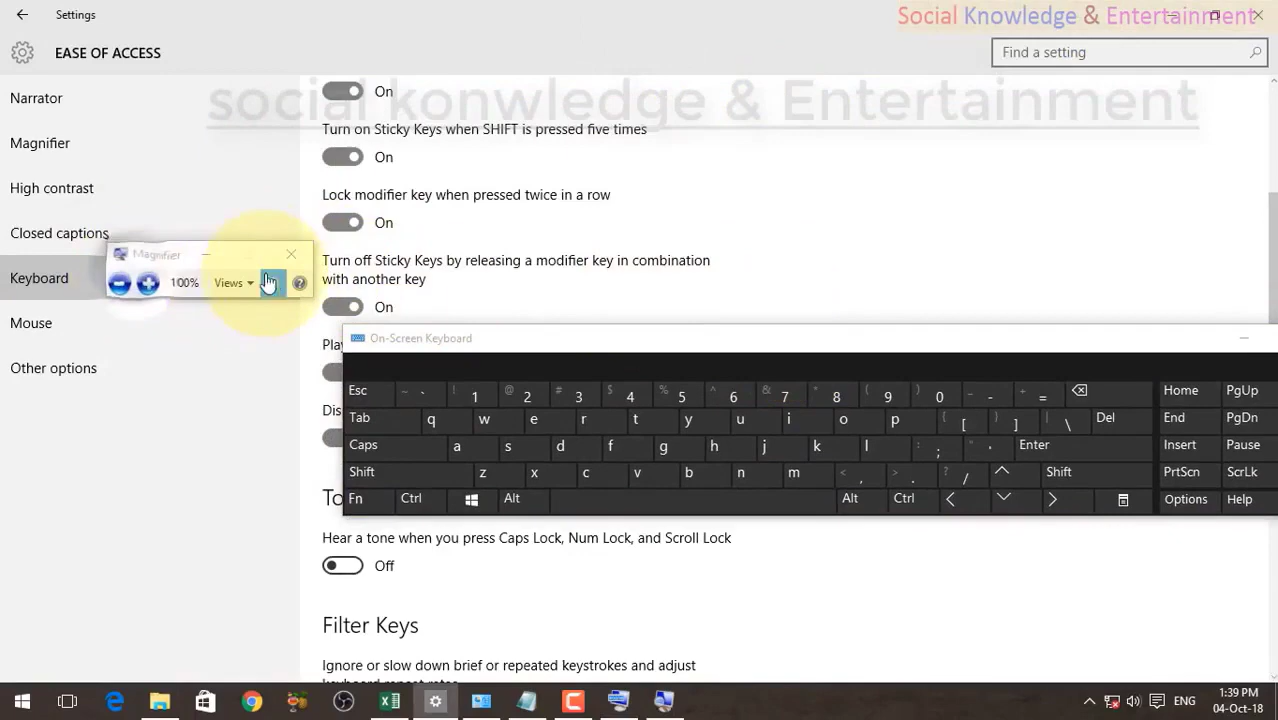 Settings
Social Knowledge & Entertainment
EASE OF ACCESS
Find a setting
social konwledge & Entertainment
Narrator
Magnifier
High contrast
Closed captions
Keyboard
Mouse
Other options
On
Turn on Sticky Keys when SHIFT is pressed five times
On
Lock modifier key when pressed twice in a row
On
Turn off Sticky Keys by releasing a modifier key in combination
with another key
On
Magnifier
100% Views
Play
Dis
To
On-Screen Keyboard
Esc ~ ` ! 1 @ 2 # 3 $ 4 % 5 ^ 6 & 7 * 8 ( 9 ) 0 _ - + = Home PgUp
Tab q w e r t y u i o p { [ } ] | \ Del End PgDn
Caps a s d f g h j k l : ; " ' Enter Insert Pause
Shift z x c v b n m < , > . ? / Shift PrtScn ScrLk
Fn Ctrl Alt Alt Ctrl Options Help
Hear a tone when you press Caps Lock, Num Lock, and Scroll Lock
Off
Filter Keys
Ignore or slow down brief or repeated keystrokes and adjust
keyboard repeat rates
ENG
1:39 PM
04-Oct-18